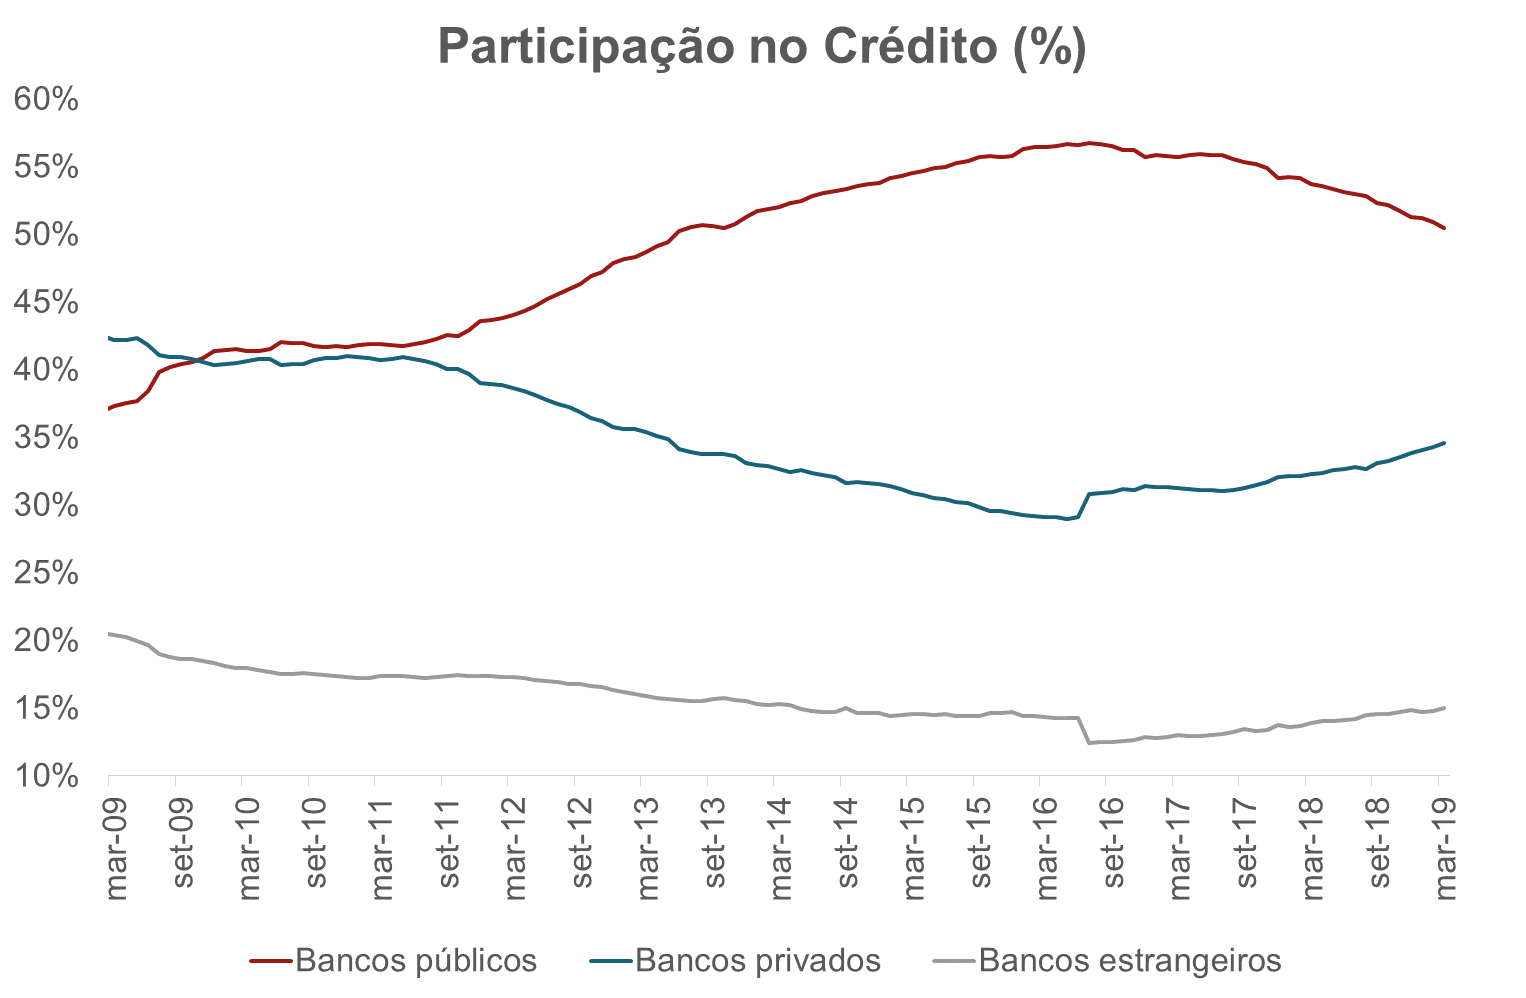 Participação no Crédito (%)
60%
55%
50%
45%
40%
35%
30%
25%
20%
15%
10%
mar-09
set-09
mar-10
set-10
mar-11
set-11
mar-12
set-12
mar-13
set-13
mar-14
set-14
mar-15
set-15
mar-16
set-16
mar-17
set-17
mar-18
set-18
mar-19
Bancos públicos
Bancos privados
Bancos estrangeiros